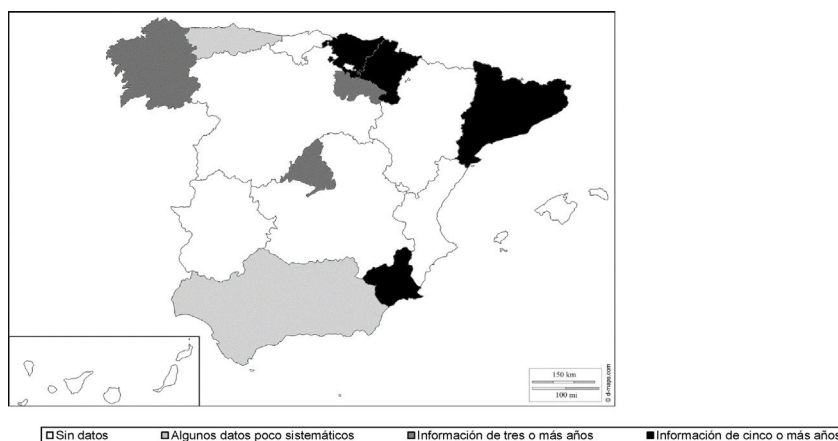 150 km
100 mi
© d-maps.com
Sin datos
Algunos datos poco sistemáticos
Información de tres o más años
Información de cinco o más años